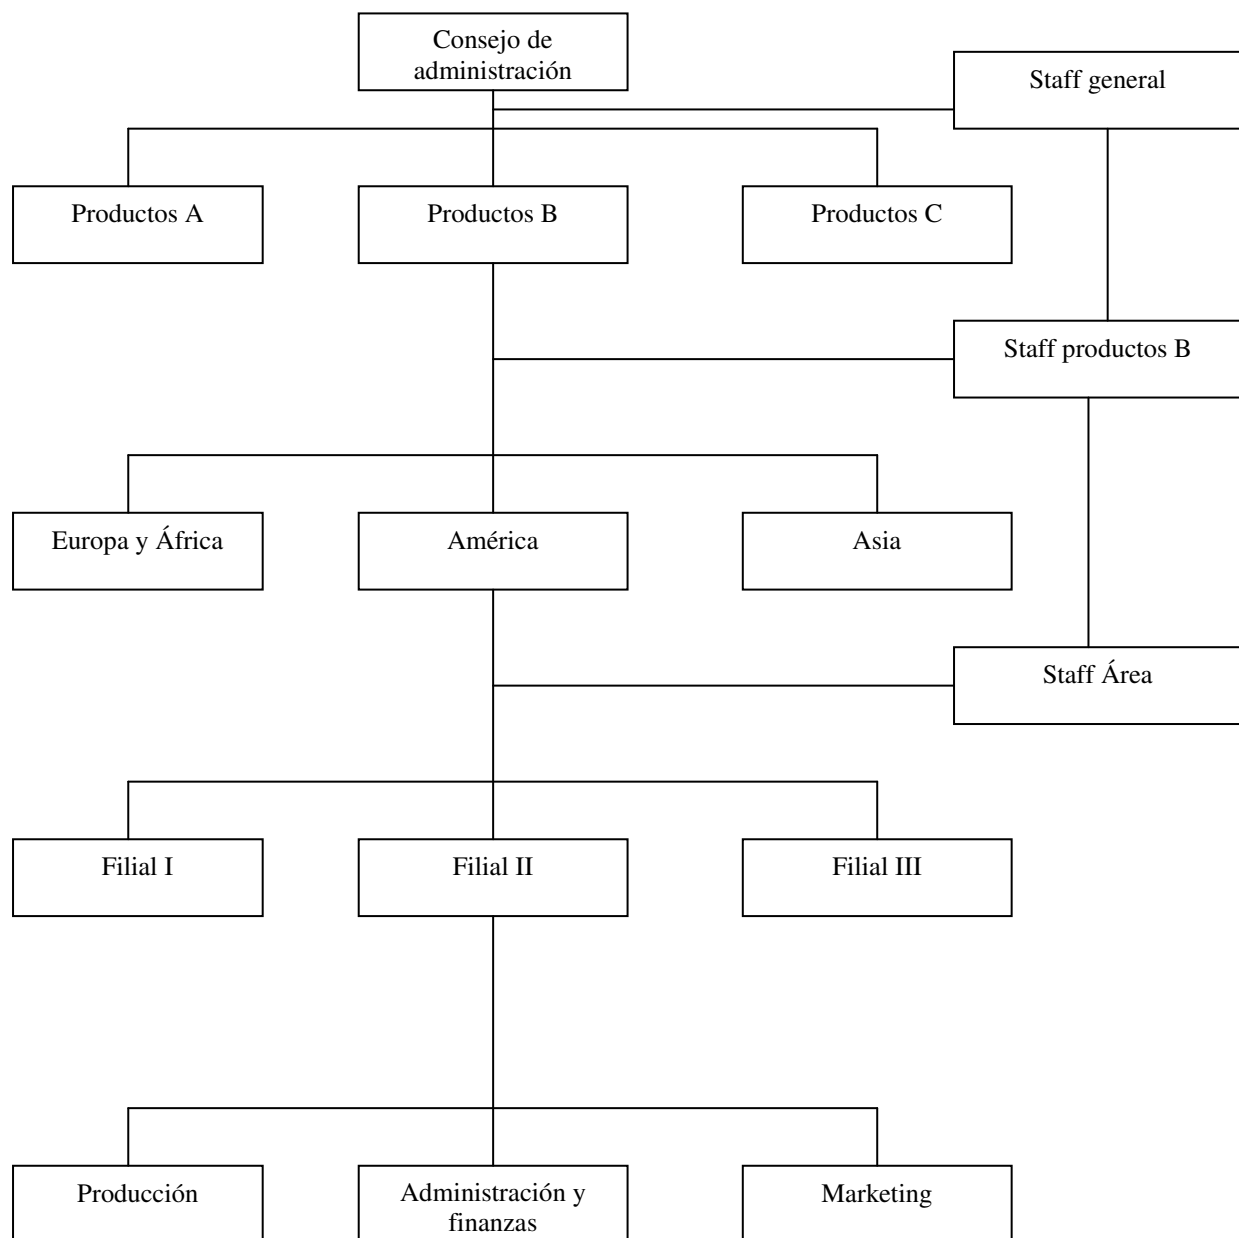 Consejo de
administración
Staff general
Productos A
Productos B
Productos C
Staff productos B
Europa y África
América
Asia
Staff Área
Filial I
Filial II
Filial III
Producción
Administración y
finanzas
Marketing